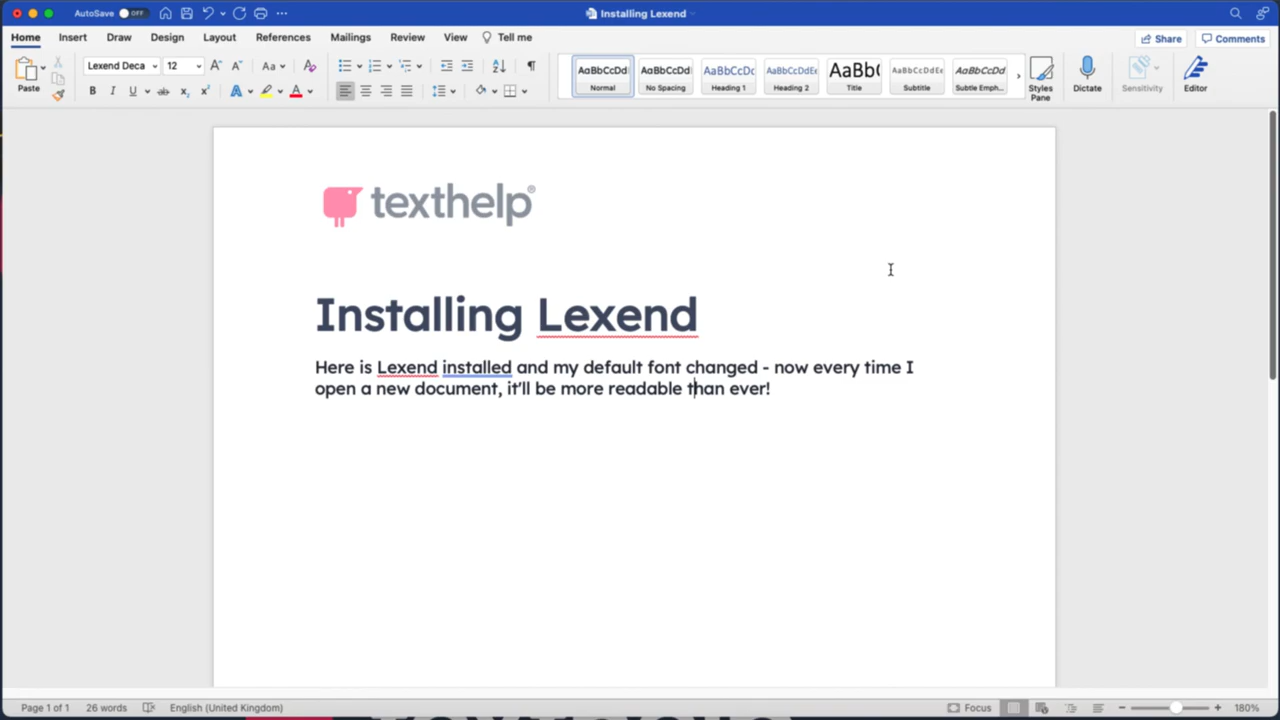 AutoSave OFF
Installing Lexend
Home Insert Draw Design Layout References Mailings Review View Tell me
Share Comments
Paste
Lexend Deca 12
AaBbCcDd Normal
AaBbCcDd No Spacing
AaBbCcDc Heading 1
AaBbCcDdEe Heading 2
AaBb( Title
AaBbCcDdEe Subtitle
AaBbCcDd Subtle Emph...
Styles Pane
Dictate
Sensitivity
Editor
texthelp®
Installing Lexend
Here is Lexend installed and my default font changed - now every time I
open a new document, it'll be more readable than ever!
Page 1 of 1 26 words English (United Kingdom) Focus 180%